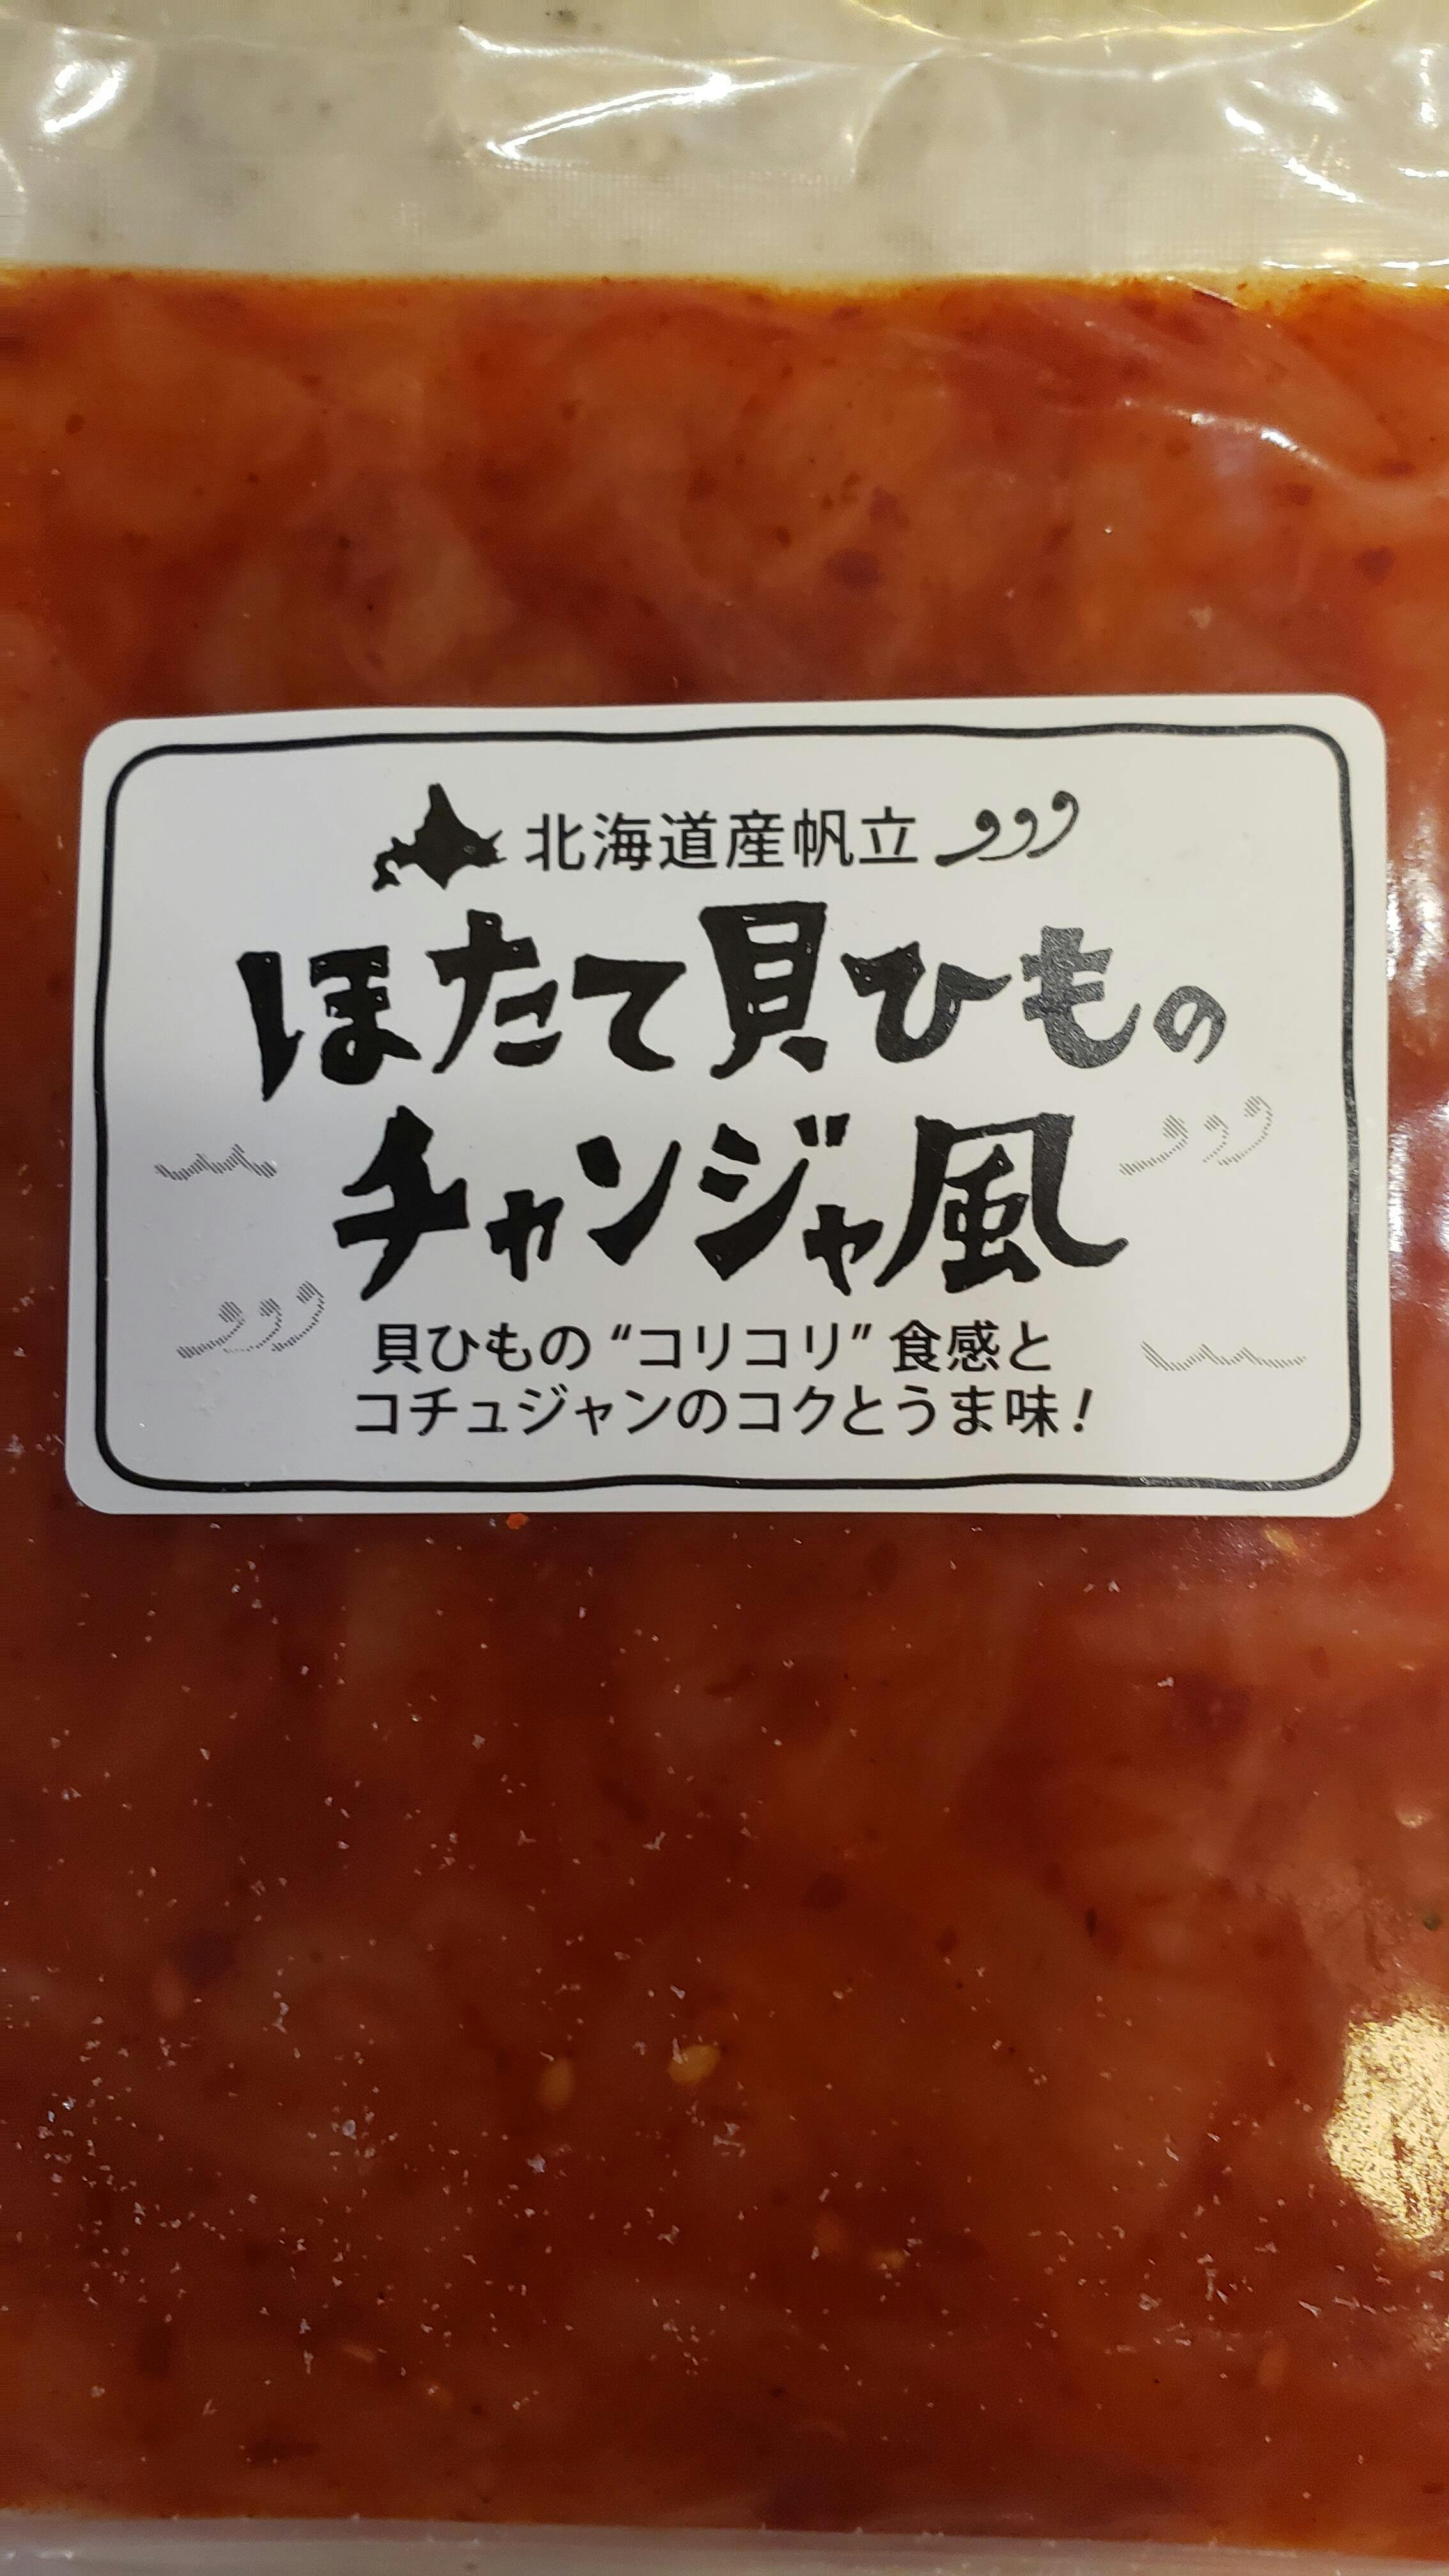 北海道産帆立
ほたて貝ひもの
チャンジャ風
貝ひもの“コリコリ”食感と
コチュジャンのコクとうま味!